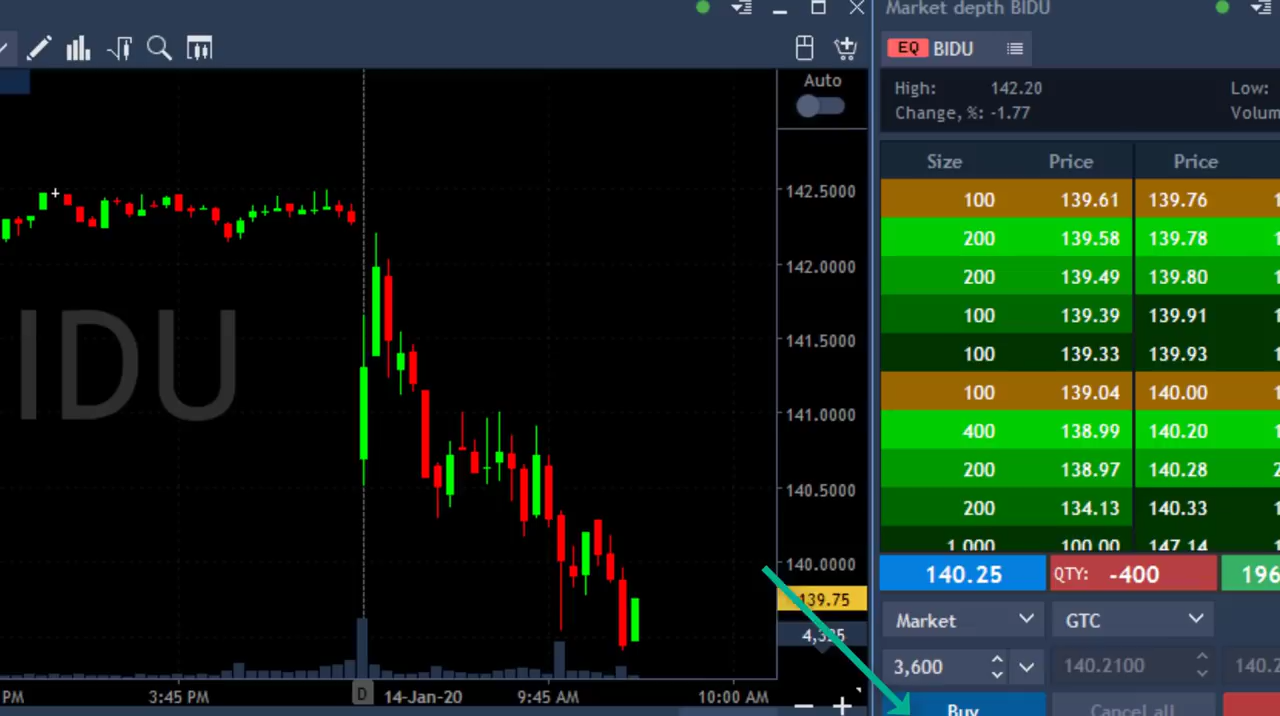 Market depth BIDU
EQ BIDU
Auto
High: 142.20 Low:
Change, %: -1.77 Volum
Size Price Price
100 139.61 139.76
200 139.58 139.78
200 139.49 139.80
100 139.39 139.91
100 139.33 139.93
100 139.04 140.00
400 138.99 140.20
200 138.97 140.28
200 134.13 140.33
1 000 100.00 147.14
140.25 QTY: -400 196
Market GTC
3,600 140.2100 140.2
Buy Cancel all
142.5000
142.0000
141.5000
141.0000
140.5000
140.0000
139.75
IDU
PM 3:45 PM D 14-Jan-20 9:45 AM 10:00 AM